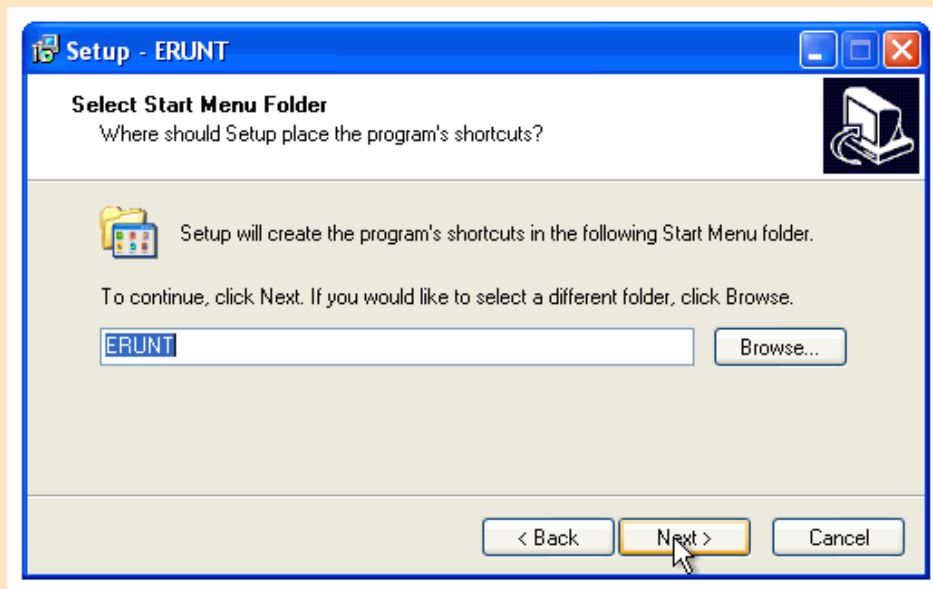 Setup - ERUNT
Select Start Menu Folder
Where should Setup place the program's shortcuts?
Setup will create the program's shortcuts in the following Start Menu folder.
To continue, click Next. If you would like to select a different folder, click Browse.
ERUNT
Browse...
< Back
Next >
Cancel